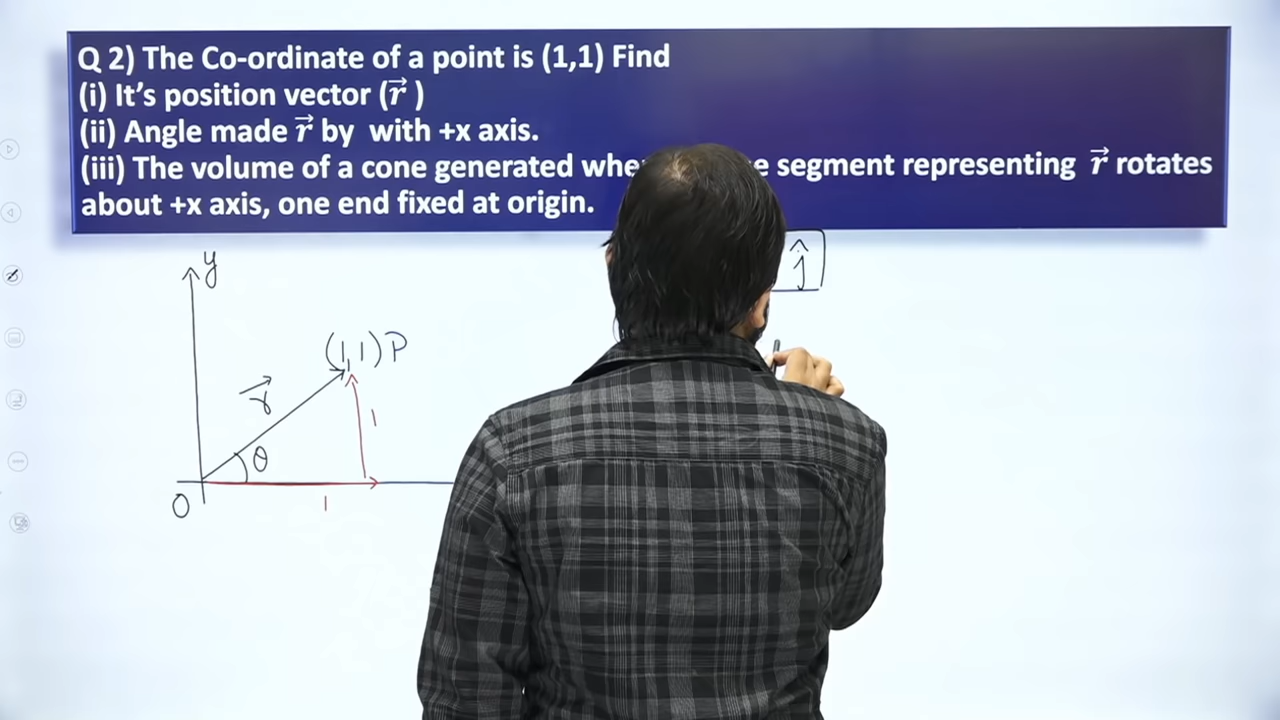 Q 2) The Co-ordinate of a point is (1,1) Find
(i) It's position vector (r⃗ )
(ii) Angle made r⃗ by with +x axis.
(iii) The volume of a cone generated segment representing r⃗ rotates
about +x axis, one end fixed at origin.
y
ĵ
(1,1) P
r⃗
1
θ
O
1